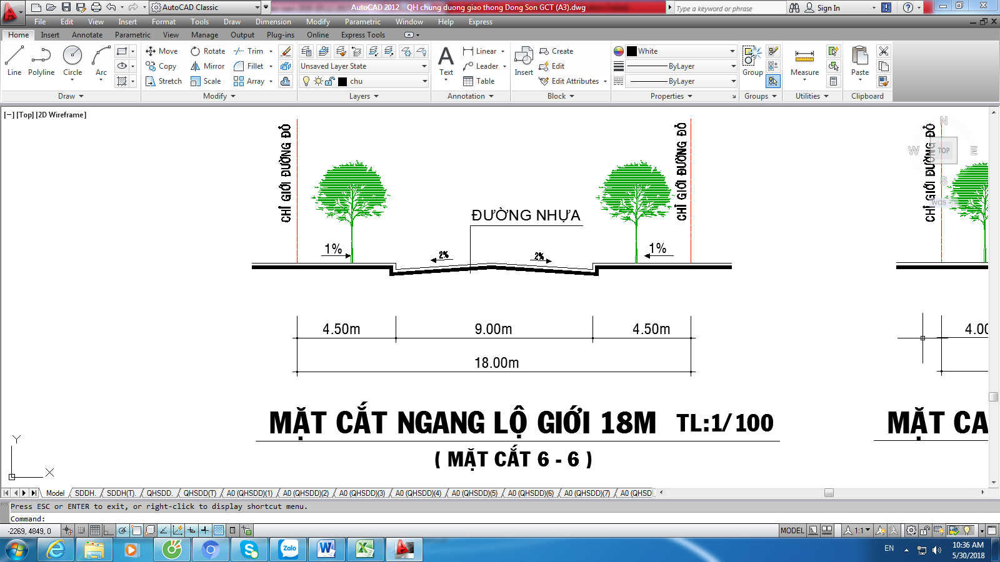 AutoCAD Classic
AutoCAD 2012 QH chung duong giao thong Dong Son GCT (A3).dwg
Type a keyword or phrase
Sign In
File Edit View Insert Format Tools Draw Dimension Modify Parametric Window Help Express
Home Insert Annotate Parametric View Manage Output Plug-ins Online Express Tools
Line Polyline Circle Arc
Move Rotate Trim
Copy Mirror Fillet
Stretch Scale Array
Unsaved Layer State
chu
Text
Linear
Leader
Table
Insert
Create
Edit
Edit Attributes
White
ByLayer
ByLayer
Group
Measure
Paste
Draw Modify Layers Annotation Block Properties Groups Utilities Clipboard
[−] [Top] [2D Wireframe]
CHỈ GIỚI ĐƯỜNG ĐỎ
CHỈ GIỚI ĐƯỜNG ĐỎ
CHỈ GIỚI ĐƯỜNG ĐỎ
N
W TOP E
S
WCS
ĐƯỜNG NHỰA
1% 2% 2% 1%
4.50m 9.00m 4.50m 4.00
18.00m
MẶT CẮT NGANG LỘ GIỚI 18M TL:1/100
MẶT CA
( MẶT CẮT 6 - 6 )
Y
X
Model SDDH. SDDH(T). QHSDD. QHSDD(T) A0 (QHSDD)(1) A0 (QHSDD)(2) A0 (QHSDD)(3) A0 (QHSDD)(4) A0 (QHSDD)(5) A0 (QHSDD)(6) A0 (QHSDD)(7) A0 (QHSD
Press ESC or ENTER to exit, or right-click to display shortcut menu.
Command:
-2269, 4849, 0
MODEL
1:1
Zalo
EN
10:36 AM
5/30/2018